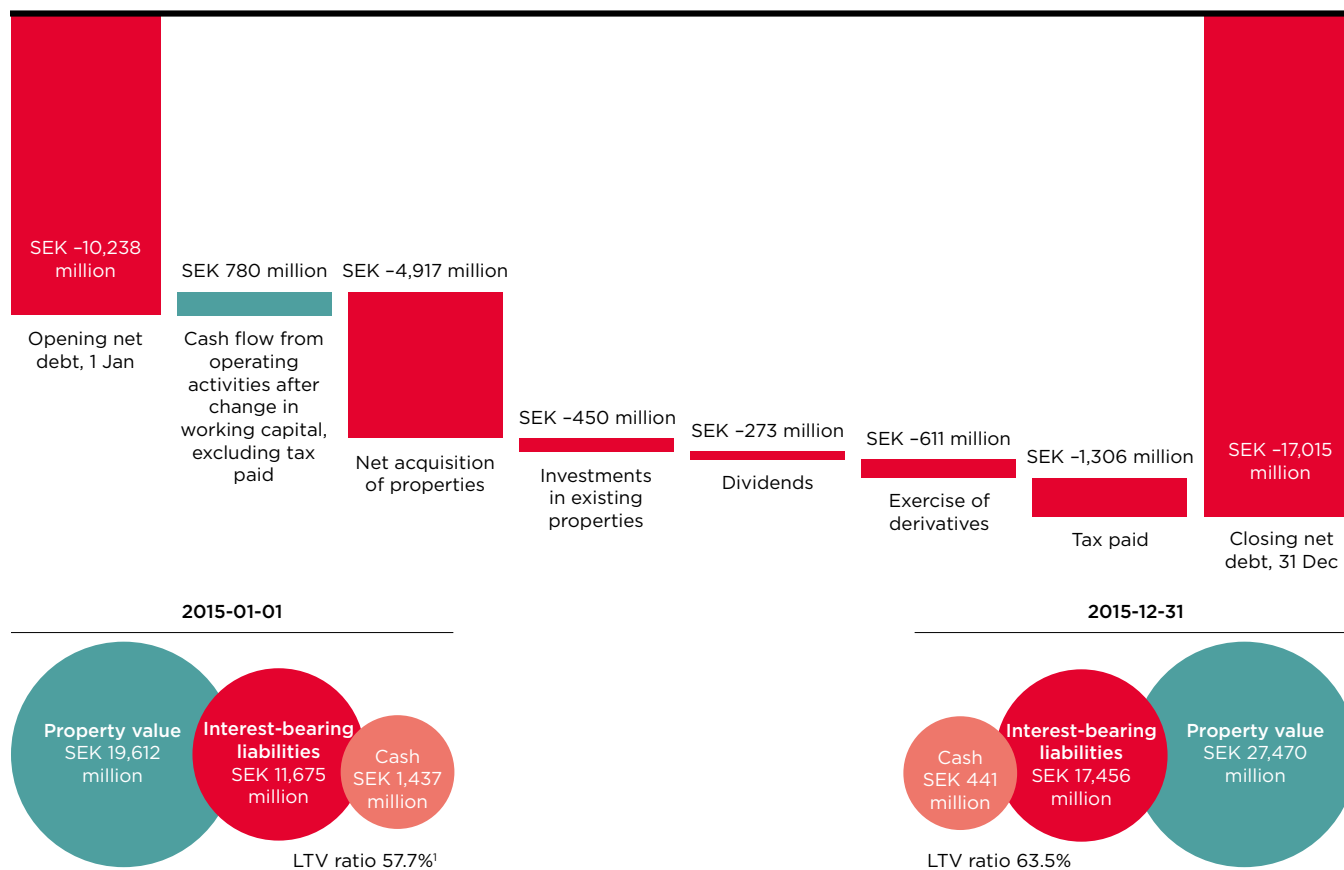 SEK –10,238
million
Opening net
debt, 1 Jan
SEK 780 million
Cash flow from
operating
activities after
change in
working capital,
excluding tax
paid
SEK –4,917 million
Net acquisition
of properties
SEK –450 million
Investments
in existing
properties
SEK –273 million
Dividends
SEK –611 million
Exercise of
derivatives
SEK –1,306 million
Tax paid
SEK –17,015
million
Closing net
debt, 31 Dec
2015-01-01
Property value
SEK 19,612
million
Interest-bearing
liabilities
SEK 11,675
million
Cash
SEK 1,437
million
LTV ratio 57.7%¹
2015-12-31
Cash
SEK 441
million
Interest-bearing
liabilities
SEK 17,456
million
Property value
SEK 27,470
million
LTV ratio 63.5%